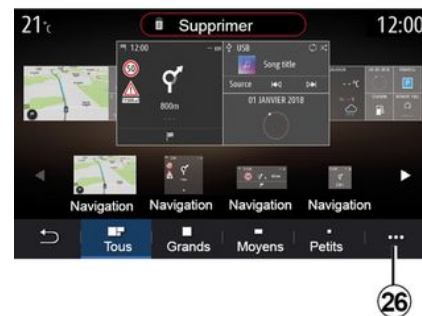 21°c
Supprimer
12:00
12:00
USB
50
Song title
800m
Source
01 JANVIER 2018
Navigation Navigation Navigation Navigation
Tous Grands Moyens Petits
26